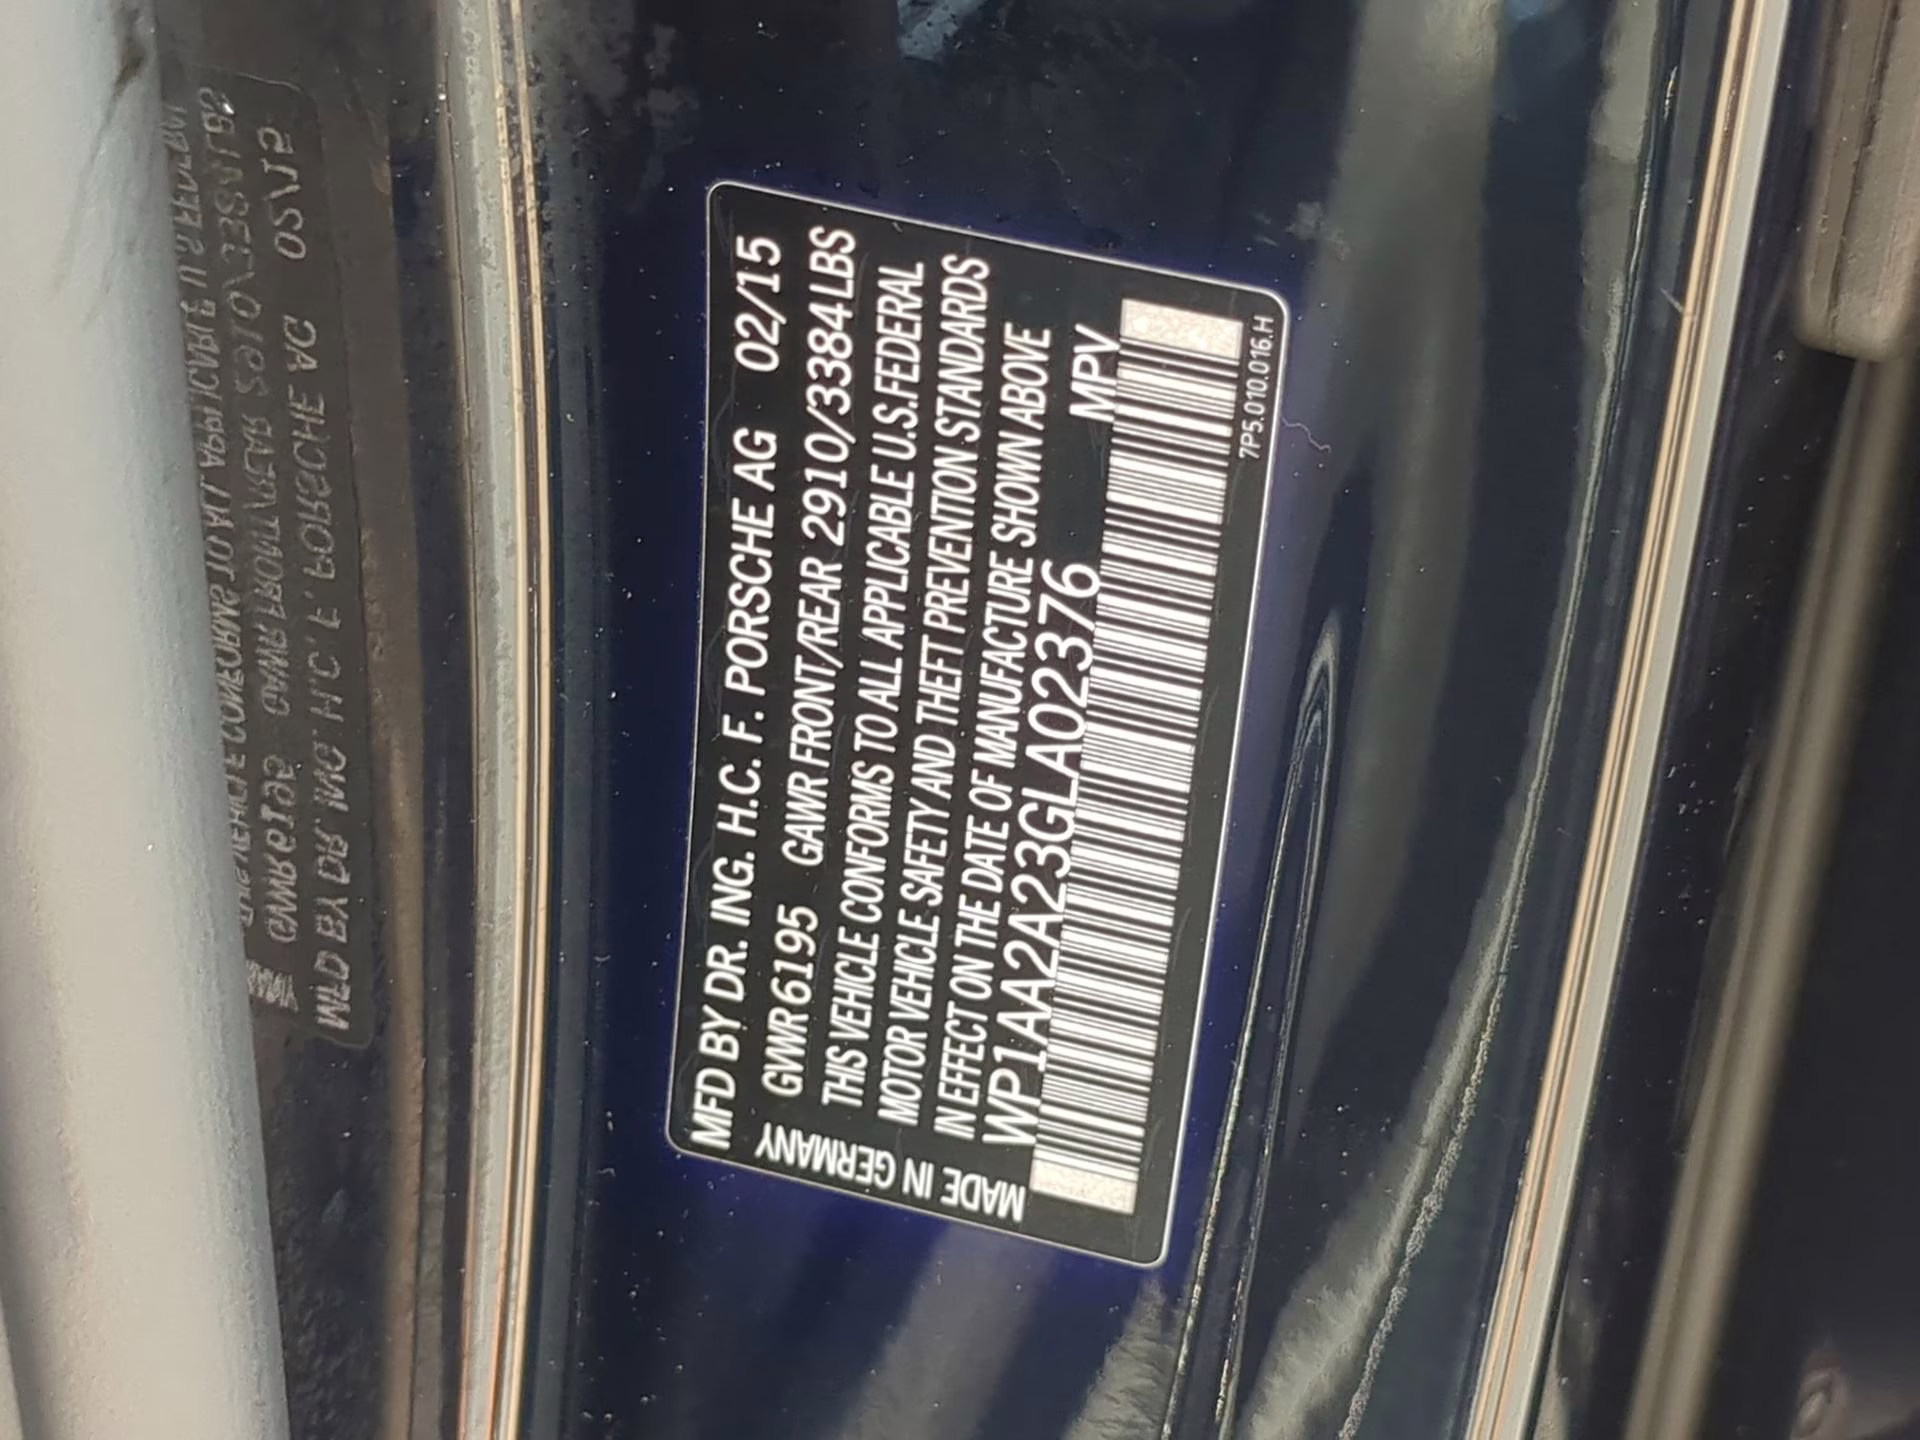 MFD BY DR. ING. H.C. F. PORSCHE AG 02/15
GVWR 6195 GAWR FRONT/REAR 2910/3384LBS
THIS VEHICLE CONFORMS TO ALL APPLICABLE U.S.FEDERAL
MOTOR VEHICLE SAFETY AND THEFT PREVENTION STANDARDS
IN EFFECT ON THE DATE OF MANUFACTURE SHOWN ABOVE
WP1AA2A23GLA02376 MPV
7P5.010.016.H
MADE IN GERMANY